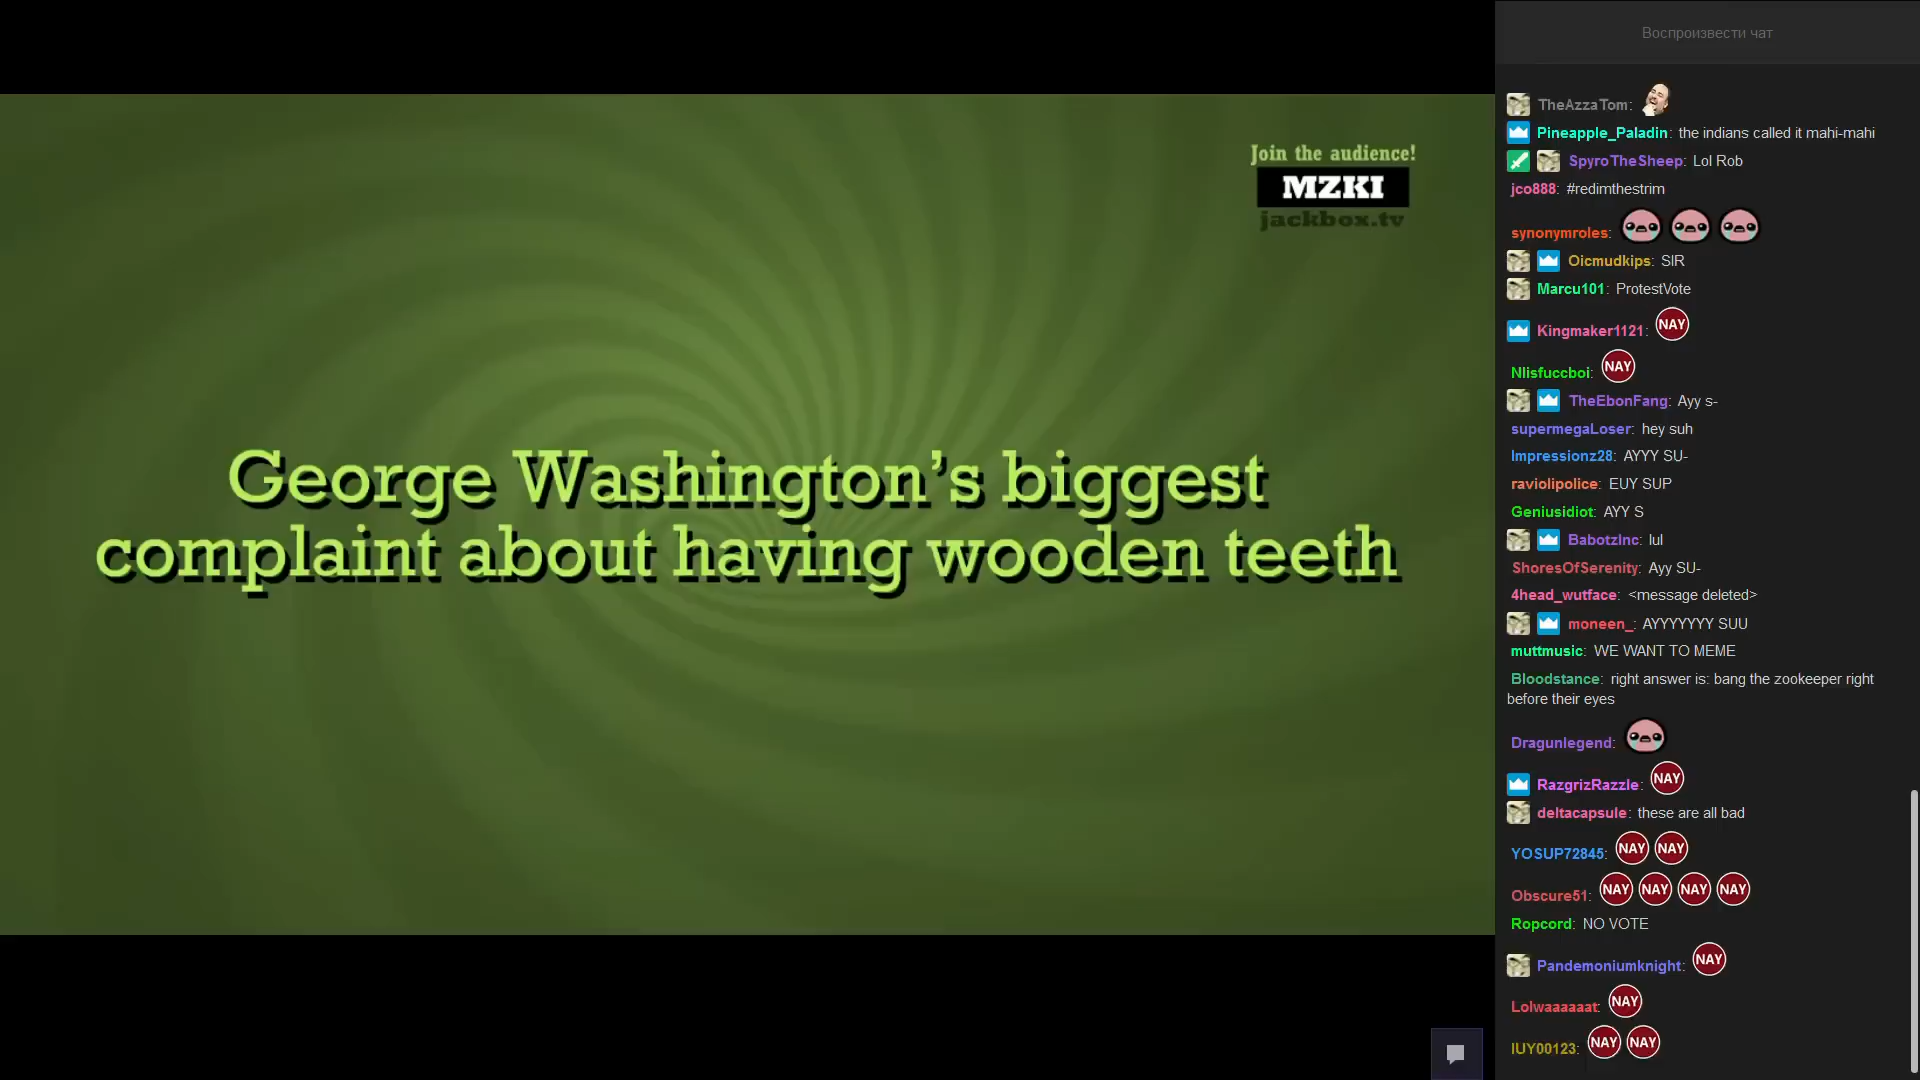 Join the audience!
MZKI
jackbox.tv
George Washington’s biggest
complaint about having wooden teeth
Воспроизвести чат
TheAzzaTom:
Pineapple_Paladin: the indians called it mahi-mahi
SpyroTheSheep: Lol Rob
jco888: #redimthestrim
synonymroles:
Oicmudkips: SIR
Marcu101: ProtestVote
Kingmaker1121: NAY
Nlisfuccboi: NAY
TheEbonFang: Ayy s-
supermegaLoser: hey suh
Impressionz28: AYYY SU-
raviolipolice: EUY SUP
Geniusidiot: AYY S
BabotzInc: lul
ShoresOfSerenity: Ayy SU-
4head_wutface: <message deleted>
moneen_: AYYYYYYY SUU
muttmusic: WE WANT TO MEME
Bloodstance: right answer is: bang the zookeeper right
before their eyes
Dragunlegend:
RazgrizRazzle: NAY
deltacapsule: these are all bad
YOSUP72845: NAY NAY
Obscure51: NAY NAY NAY NAY
Ropcord: NO VOTE
Pandemoniumknight: NAY
Lolwaaaaaat: NAY
IUY00123: NAY NAY